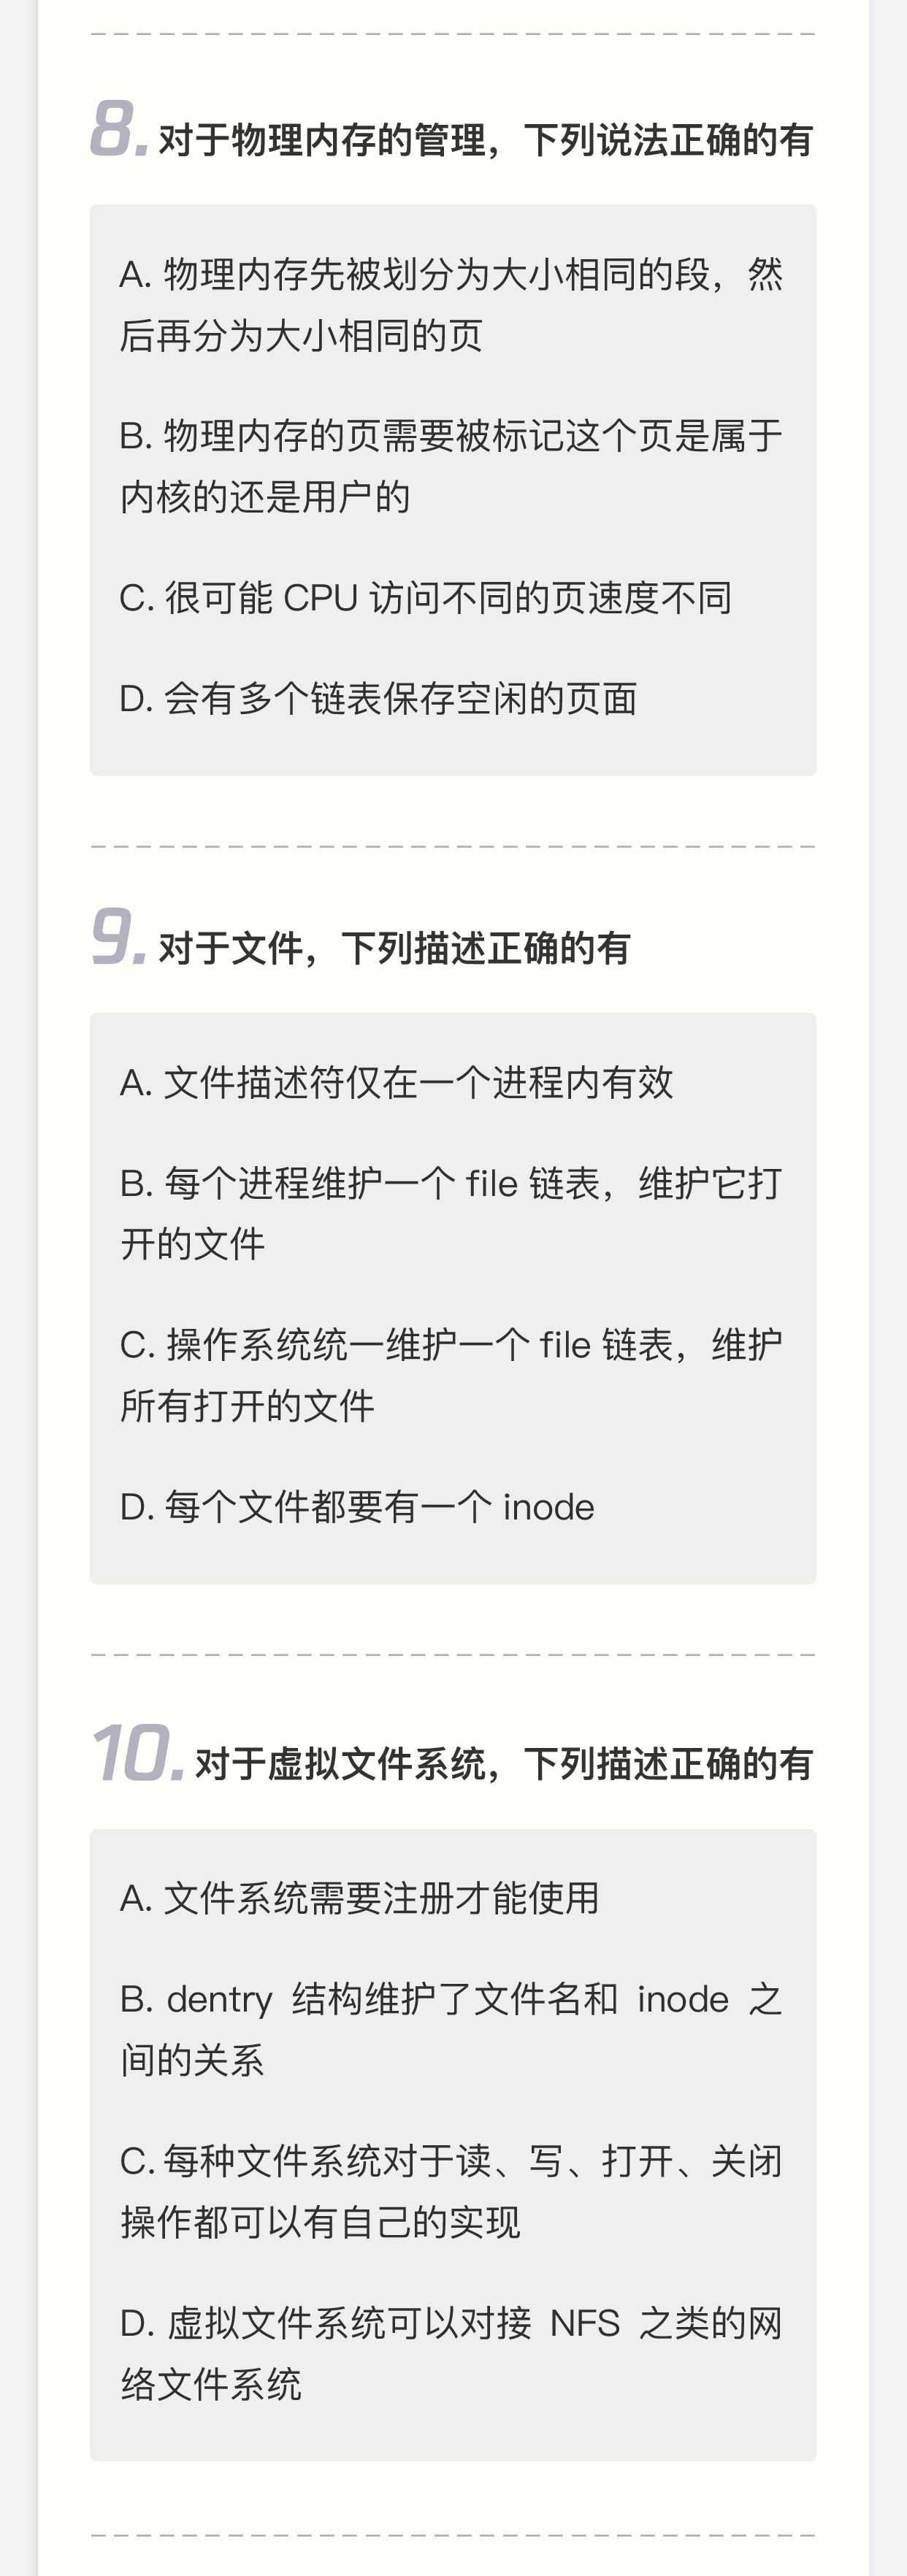 8. 对于物理内存的管理，下列说法正确的有
A. 物理内存先被划分为大小相同的段，然
后再分为大小相同的页
B. 物理内存的页需要被标记这个页是属于
内核的还是用户的
C. 很可能 CPU 访问不同的页速度不同
D. 会有多个链表保存空闲的页面
9. 对于文件，下列描述正确的有
A. 文件描述符仅在一个进程内有效
B. 每个进程维护一个 file 链表，维护它打
开的文件
C. 操作系统统一维护一个 file 链表，维护
所有打开的文件
D. 每个文件都要有一个 inode
10. 对于虚拟文件系统，下列描述正确的有
A. 文件系统需要注册才能使用
B. dentry 结构维护了文件名和 inode 之
间的关系
C. 每种文件系统对于读、写、打开、关闭
操作都可以有自己的实现
D. 虚拟文件系统可以对接 NFS 之类的网
络文件系统